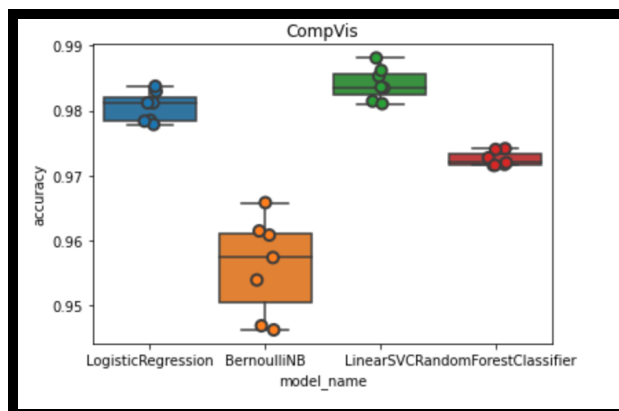 CompVis
0.99
0.98
0.97
0.96
0.95
accuracy
LogisticRegression BernoulliNB LinearSVCRandomForestClassifier
model_name